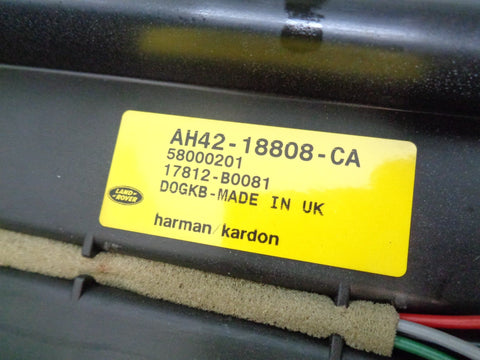 AH42-18808-CA
58000201
17812-B0081
DOGKB-MADE IN UK
LAND
ROVER
harman/kardon